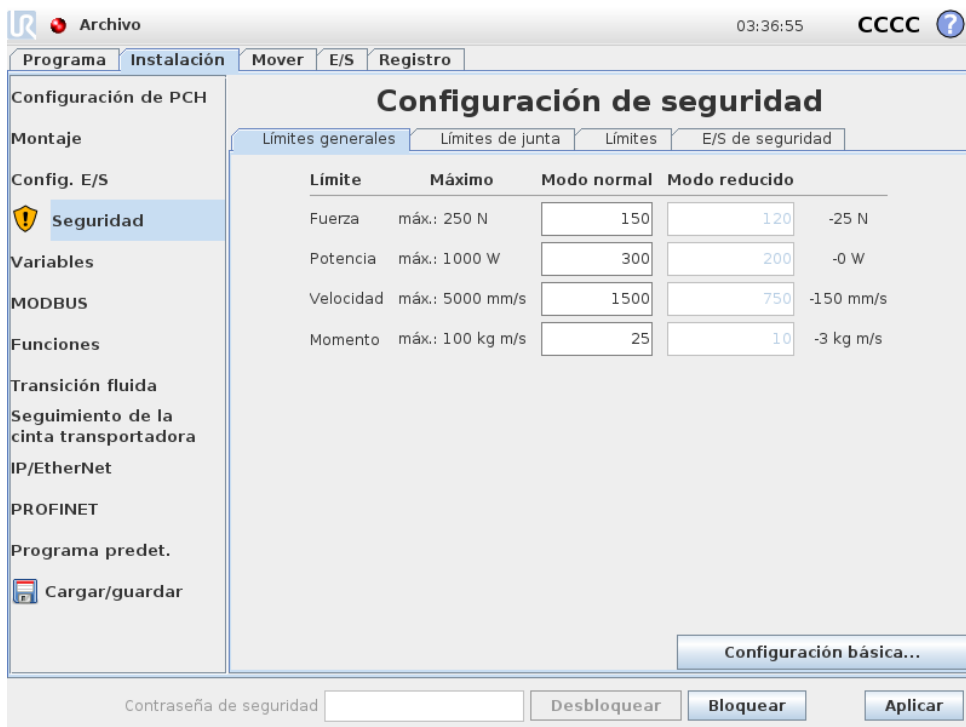 UR Archivo 03:36:55 CCCC ?
Programa Instalación Mover E/S Registro
Configuración de PCH
Montaje
Config. E/S
Seguridad
Variables
MODBUS
Funciones
Transición fluida
Seguimiento de la
cinta transportadora
IP/EtherNet
PROFINET
Programa predet.
Cargar/guardar
Configuración de seguridad
Límites generales Límites de junta Límites E/S de seguridad
Límite Máximo Modo normal Modo reducido
Fuerza máx.: 250 N 150 120 -25 N
Potencia máx.: 1000 W 300 200 -0 W
Velocidad máx.: 5000 mm/s 1500 750 -150 mm/s
Momento máx.: 100 kg m/s 25 10 -3 kg m/s
Configuración básica...
Contraseña de seguridad Desbloquear Bloquear Aplicar